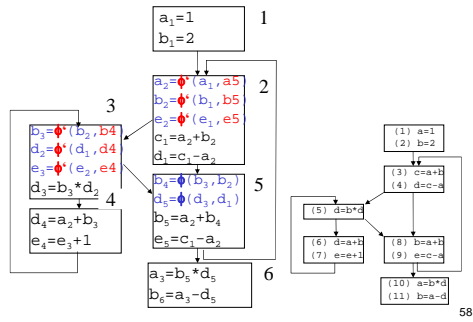 1
a₁=1
b₁=2
2
a₂=ϕ‘(a₁,a5)
b₂=ϕ‘(b₁,b5)
e₂=ϕ‘(e₁,e5)
c₁=a₂+b₂
d₁=c₁-a₂
3
b₃=ϕ‘(b₂,b4)
d₂=ϕ‘(d₁,d4)
e₃=ϕ‘(e₂,e4)
d₃=b₃*d₂
4
d₄=a₂+b₃
e₄=e₃+1
5
b₄=ϕ(b₃,b₂)
d₅=ϕ(d₃,d₁)
b₅=a₂+b₄
e₅=c₁-a₂
6
a₃=b₅*d₅
b₆=a₃-d₅
(1) a=1
(2) b=2
(3) c=a+b
(4) d=c-a
(5) d=b*d
(6) d=a+b
(7) e=e+1
(8) b=a+b
(9) e=c-a
(10) a=b*d
(11) b=a-d
58